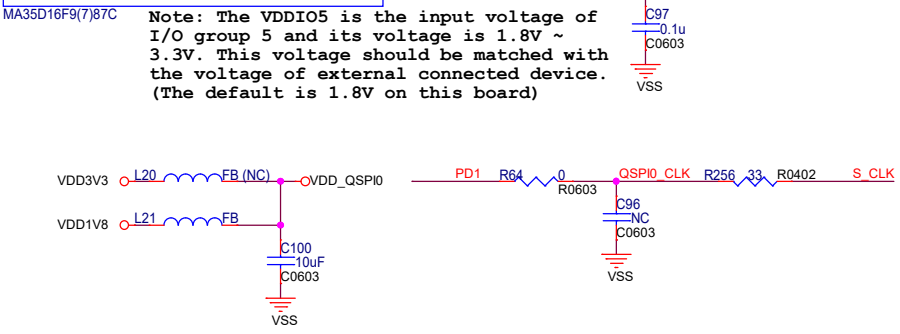 MA35D16F9(7)87C
Note: The VDDIO5 is the input voltage of
I/O group 5 and its voltage is 1.8V ~
3.3V. This voltage should be matched with
the voltage of external connected device.
(The default is 1.8V on this board)
C97
0.1u
C0603
VSS
VDD3V3 L20 FB (NC) VDD_QSPI0
VDD1V8 L21 FB
C100
10uF
C0603
VSS
PD1 R64 0 QSPI0_CLK R256 33 R0402 S_CLK
R0603
C96
NC
C0603
VSS